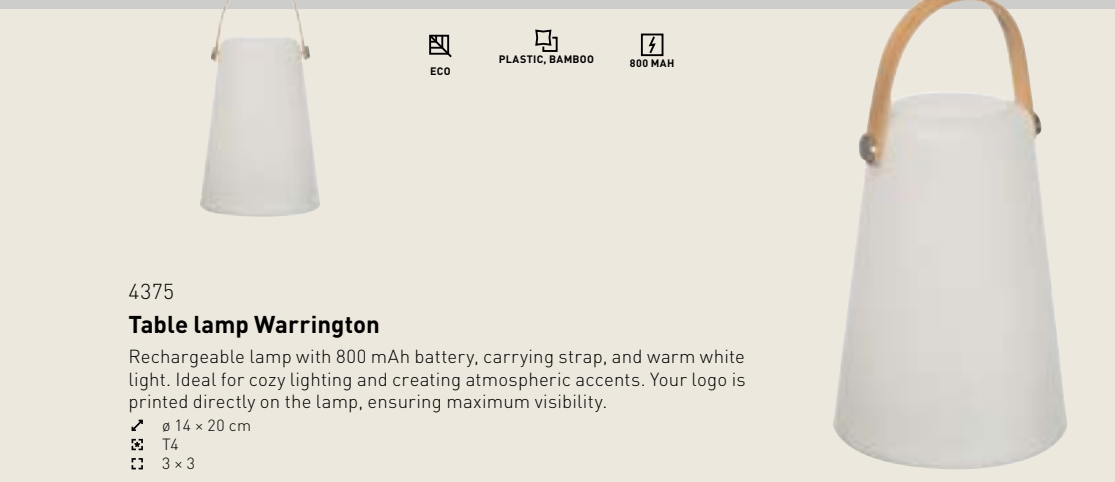 ECO
PLASTIC, BAMBOO
800 MAH
4375
Table lamp Warrington
Rechargeable lamp with 800 mAh battery, carrying strap, and warm white
light. Ideal for cozy lighting and creating atmospheric accents. Your logo is
printed directly on the lamp, ensuring maximum visibility.
ø 14 × 20 cm
T4
3 × 3